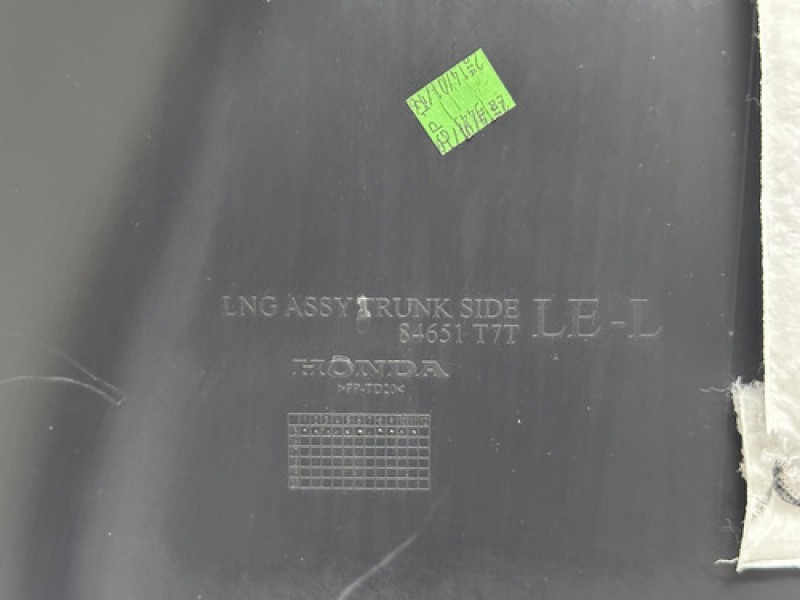 LNG ASSY TRUNK SIDE LE-L
84651 T7T
HONDA
>PP-TD20<